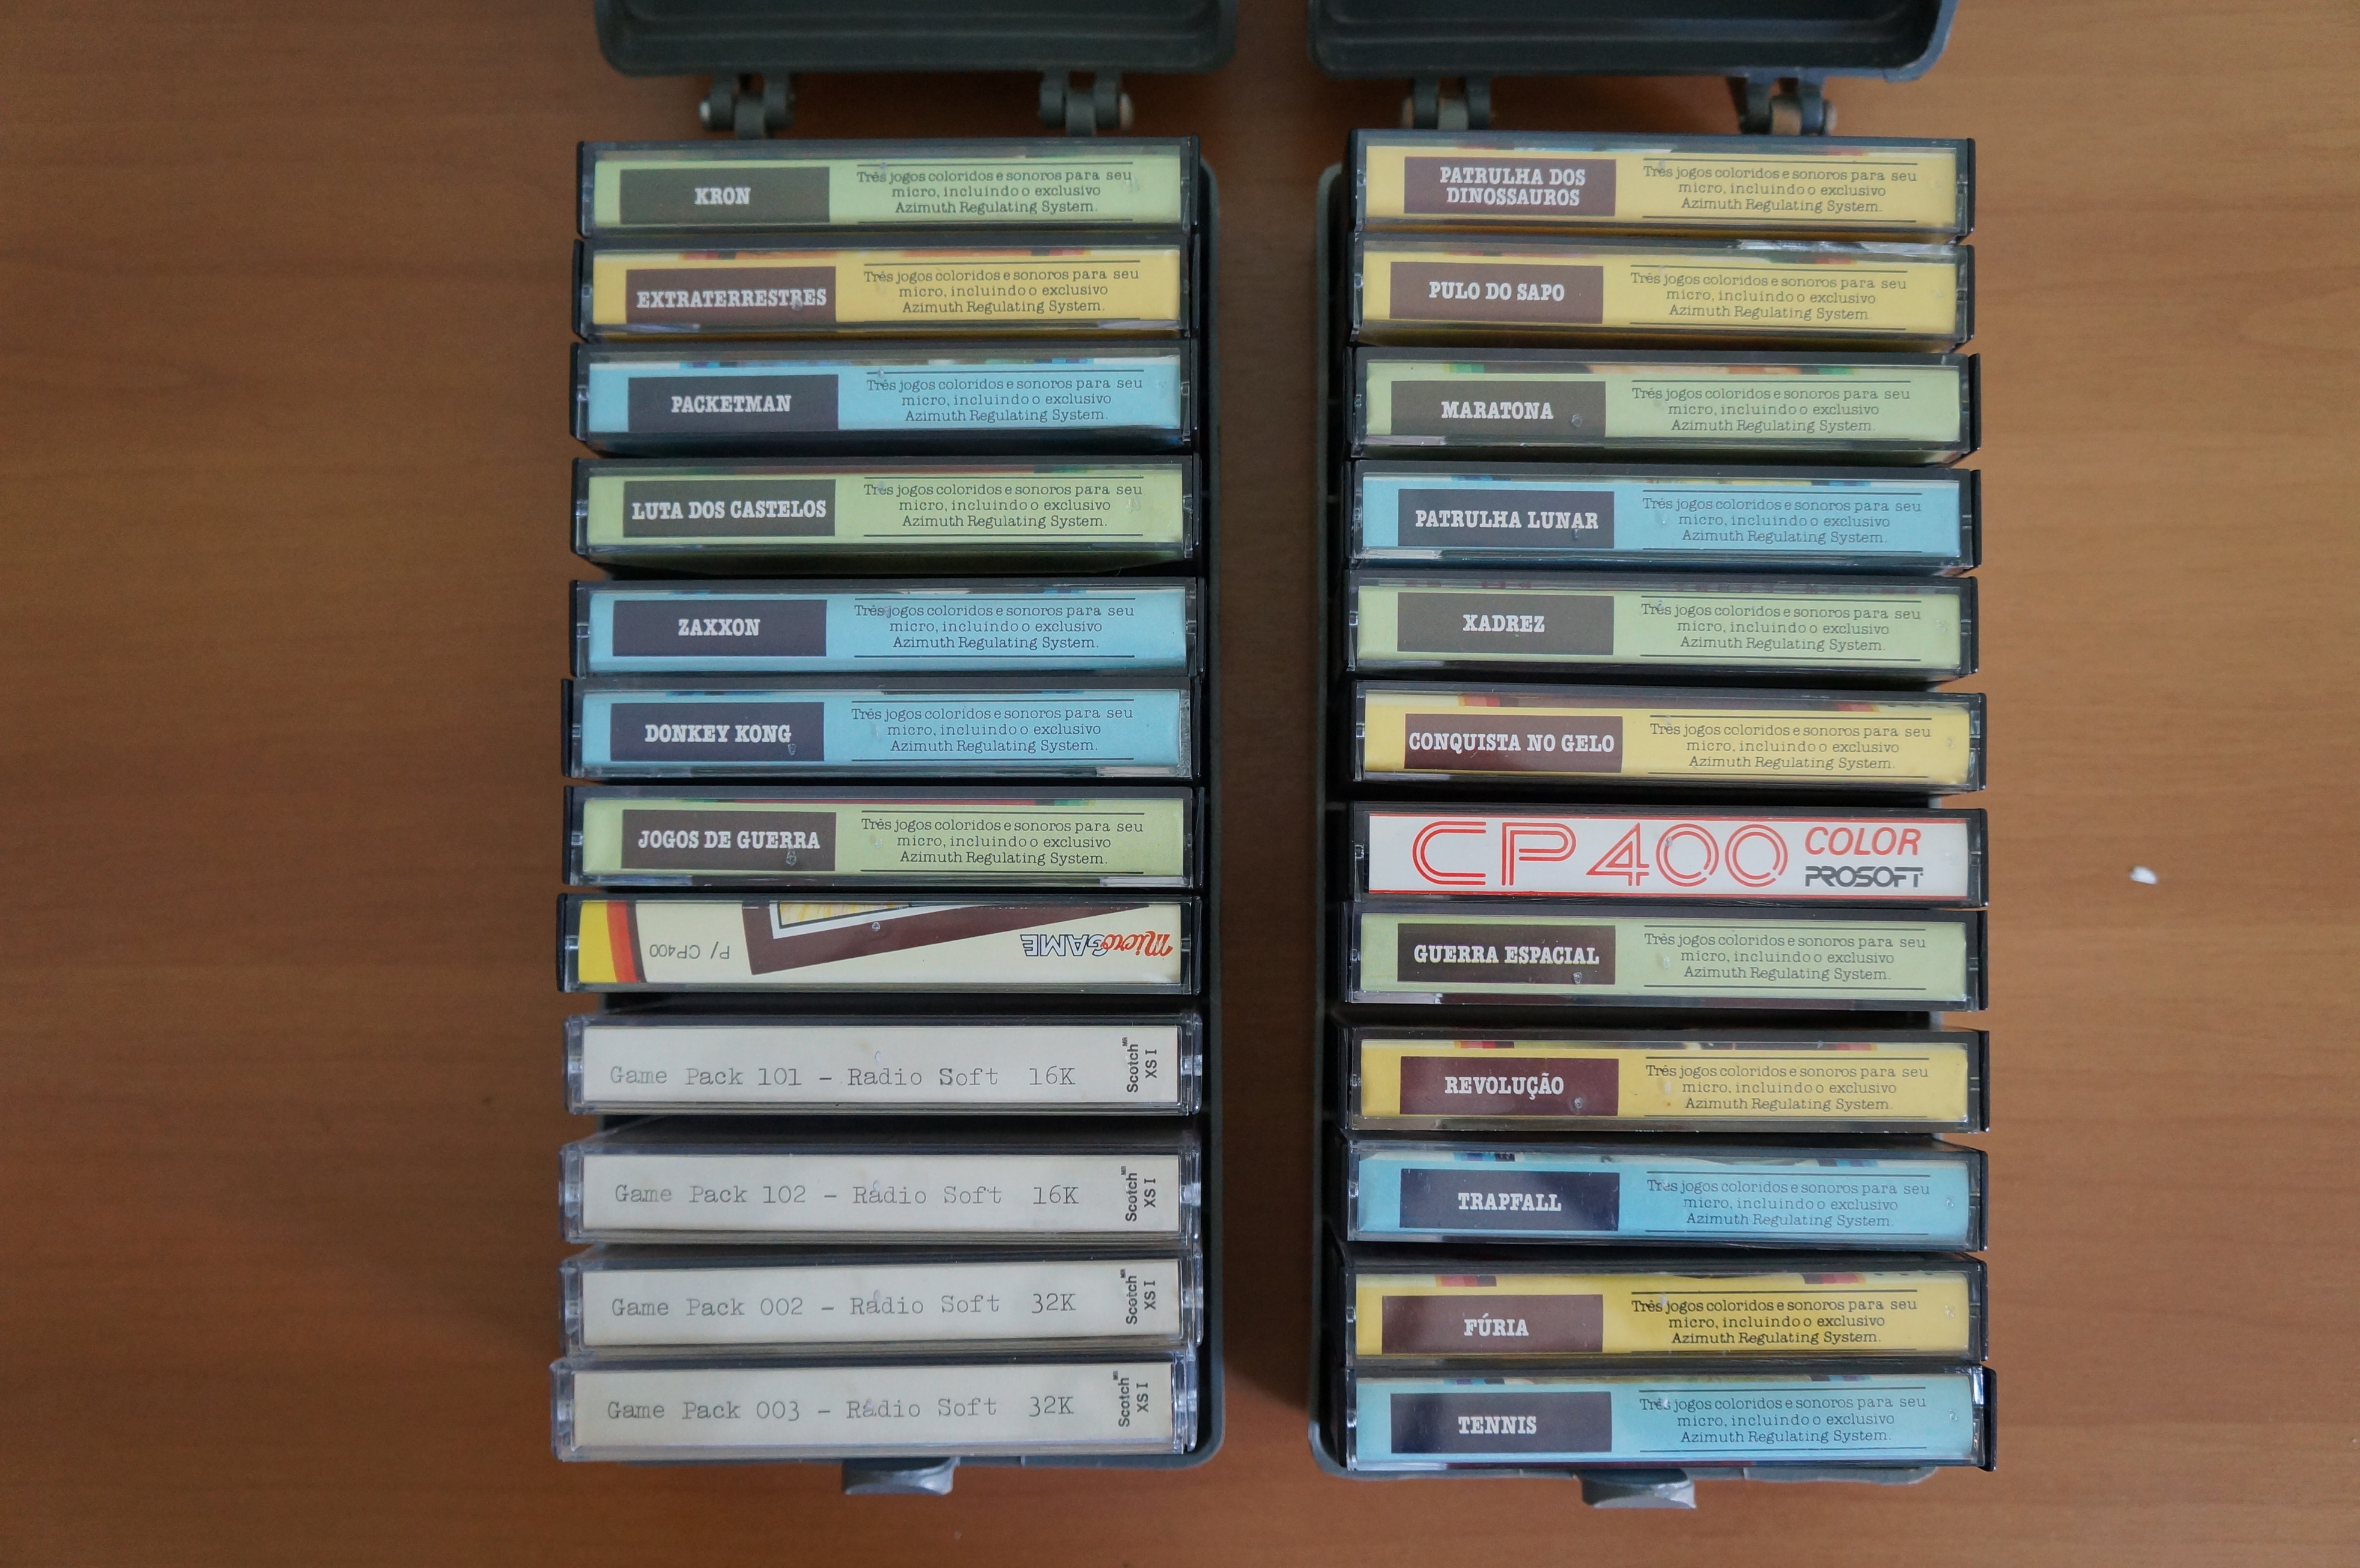 KRON
Três jogos coloridos e sonoros para seu
micro, incluindo o exclusivo
Azimuth Regulating System.
EXTRATERRESTRES
Três jogos coloridos e sonoros para seu
micro, incluindo o exclusivo
Azimuth Regulating System.
PACKETMAN
Três jogos coloridos e sonoros para seu
micro, incluindo o exclusivo
Azimuth Regulating System.
LUTA DOS CASTELOS
Três jogos coloridos e sonoros para seu
micro, incluindo o exclusivo
Azimuth Regulating System.
ZAXXON
Três jogos coloridos e sonoros para seu
micro, incluindo o exclusivo
Azimuth Regulating System.
DONKEY KONG
Três jogos coloridos e sonoros para seu
micro, incluindo o exclusivo
Azimuth Regulating System.
JOGOS DE GUERRA
Três jogos coloridos e sonoros para seu
micro, incluindo o exclusivo
Azimuth Regulating System.
MicroGAME
P/ CP400
Game Pack 101 - Radio Soft 16K
Scotch
XS I
Game Pack 102 - Radio Soft 16K
Scotch
XS I
Game Pack 002 - Radio Soft 32K
Scotch
XS I
Game Pack 003 - Radio Soft 32K
Scotch
XS I
PATRULHA DOS
DINOSSAUROS
Três jogos coloridos e sonoros para seu
micro, incluindo o exclusivo
Azimuth Regulating System.
PULO DO SAPO
Três jogos coloridos e sonoros para seu
micro, incluindo o exclusivo
Azimuth Regulating System.
MARATONA
Três jogos coloridos e sonoros para seu
micro, incluindo o exclusivo
Azimuth Regulating System.
PATRULHA LUNAR
Três jogos coloridos e sonoros para seu
micro, incluindo o exclusivo
Azimuth Regulating System.
XADREZ
Três jogos coloridos e sonoros para seu
micro, incluindo o exclusivo
Azimuth Regulating System.
CONQUISTA NO GELO
Três jogos coloridos e sonoros para seu
micro, incluindo o exclusivo
Azimuth Regulating System.
CP 400 COLOR
PROSOFT
GUERRA ESPACIAL
Três jogos coloridos e sonoros para seu
micro, incluindo o exclusivo
Azimuth Regulating System.
REVOLUÇÃO
Três jogos coloridos e sonoros para seu
micro, incluindo o exclusivo
Azimuth Regulating System.
TRAPFALL
Três jogos coloridos e sonoros para seu
micro, incluindo o exclusivo
Azimuth Regulating System.
FÚRIA
Três jogos coloridos e sonoros para seu
micro, incluindo o exclusivo
Azimuth Regulating System.
TENNIS
Três jogos coloridos e sonoros para seu
micro, incluindo o exclusivo
Azimuth Regulating System.